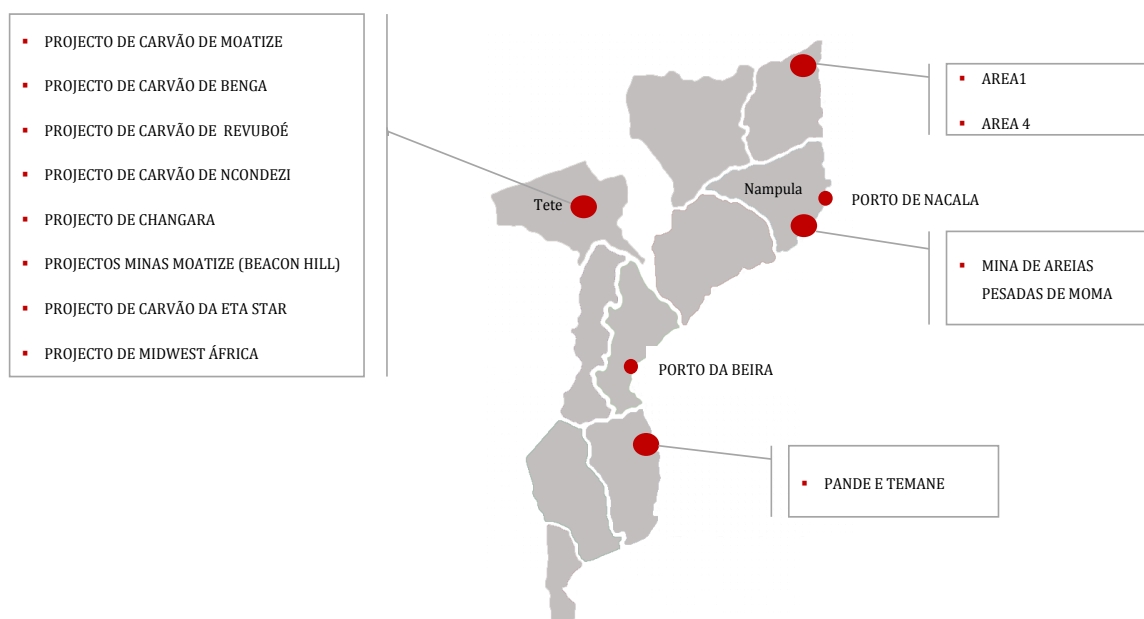 PROJECTO DE CARVÃO DE MOATIZE
PROJECTO DE CARVÃO DE BENGA
PROJECTO DE CARVÃO DE REVUBOÉ
PROJECTO DE CARVÃO DE NCONDEZI
PROJECTO DE CHANGARA
PROJECTOS MINAS MOATIZE (BEACON HILL)
PROJECTO DE CARVÃO DA ETA STAR
PROJECTO DE MIDWEST ÁFRICA
AREA1
AREA 4
Nampula
PORTO DE NACALA
Tete
MINA DE AREIAS
PESADAS DE MOMA
PORTO DA BEIRA
PANDE E TEMANE